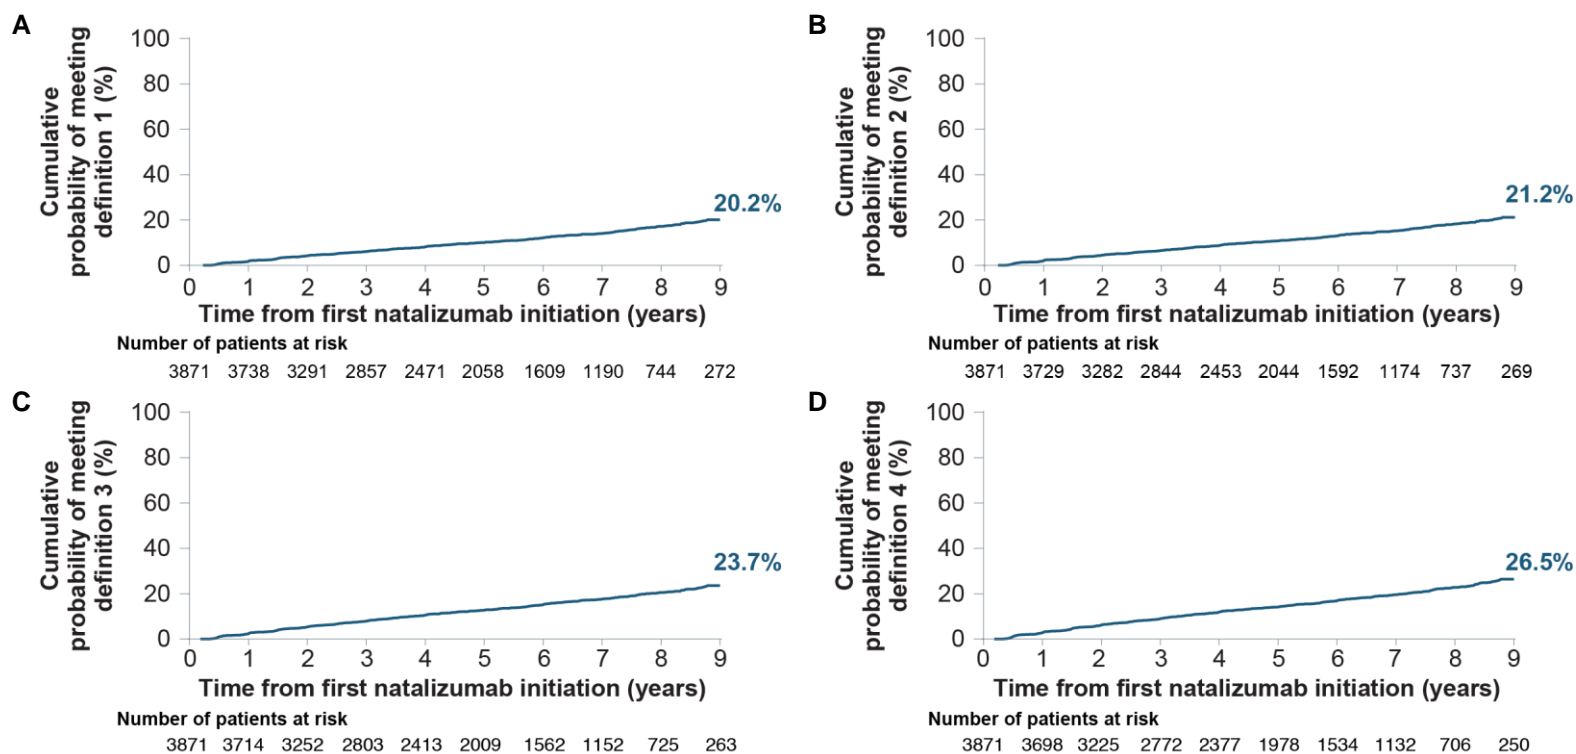 A
Cumulative
probability of meeting
definition 1 (%)
100
80
60
40
20
0
20.2%
0 1 2 3 4 5 6 7 8 9
Time from first natalizumab initiation (years)
Number of patients at risk
3871 3738 3291 2857 2471 2058 1609 1190 744 272
B
Cumulative
probability of meeting
definition 2 (%)
100
80
60
40
20
0
21.2%
0 1 2 3 4 5 6 7 8 9
Time from first natalizumab initiation (years)
Number of patients at risk
3871 3729 3282 2844 2453 2044 1592 1174 737 269
C
Cumulative
probability of meeting
definition 3 (%)
100
80
60
40
20
0
23.7%
0 1 2 3 4 5 6 7 8 9
Time from first natalizumab initiation (years)
Number of patients at risk
3871 3714 3252 2803 2413 2009 1562 1152 725 263
D
Cumulative
probability of meeting
definition 4 (%)
100
80
60
40
20
0
26.5%
0 1 2 3 4 5 6 7 8 9
Time from first natalizumab initiation (years)
Number of patients at risk
3871 3698 3225 2772 2377 1978 1534 1132 706 250